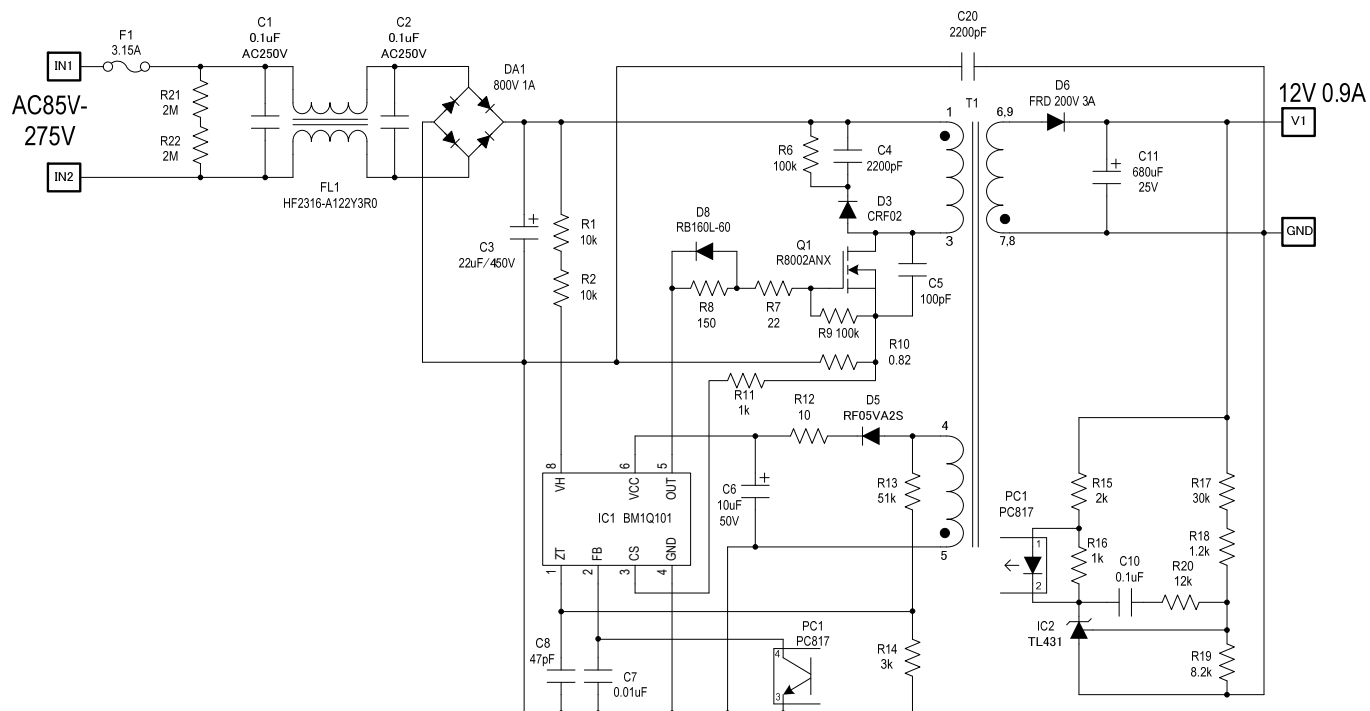 C20
2200pF
F1
3.15A
C1
0.1uF
AC250V
C2
0.1uF
AC250V
IN1
AC85V-
275V
IN2
R21
2M
R22
2M
FL1
HF2316-A122Y3R0
DA1
800V 1A
C3
22uF/450V
R1
10k
R2
10k
R6
100k
C4
2200pF
D3
CRF02
D8
RB160L-60
Q1
R8002ANX
R8
150
R7
22
R9 100k
C5
100pF
R10
0.82
R11
1k
T1
1
3
6,9
7,8
D6
FRD 200V 3A
C11
680uF
25V
12V 0.9A
V1
GND
R12
10
D5
RF05VA2S
4
5
R13
51k
C6
10uF
50V
8
6
5
VH
VCC
OUT
IC1 BM1Q101
ZT
FB
CS
GND
1
2
3
4
C8
47pF
C7
0.01uF
PC1
PC817
4
3
R14
3k
PC1
PC817
1
2
R15
2k
R16
1k
C10
0.1uF
R20
12k
R17
30k
R18
1.2k
IC2
TL431
R19
8.2k